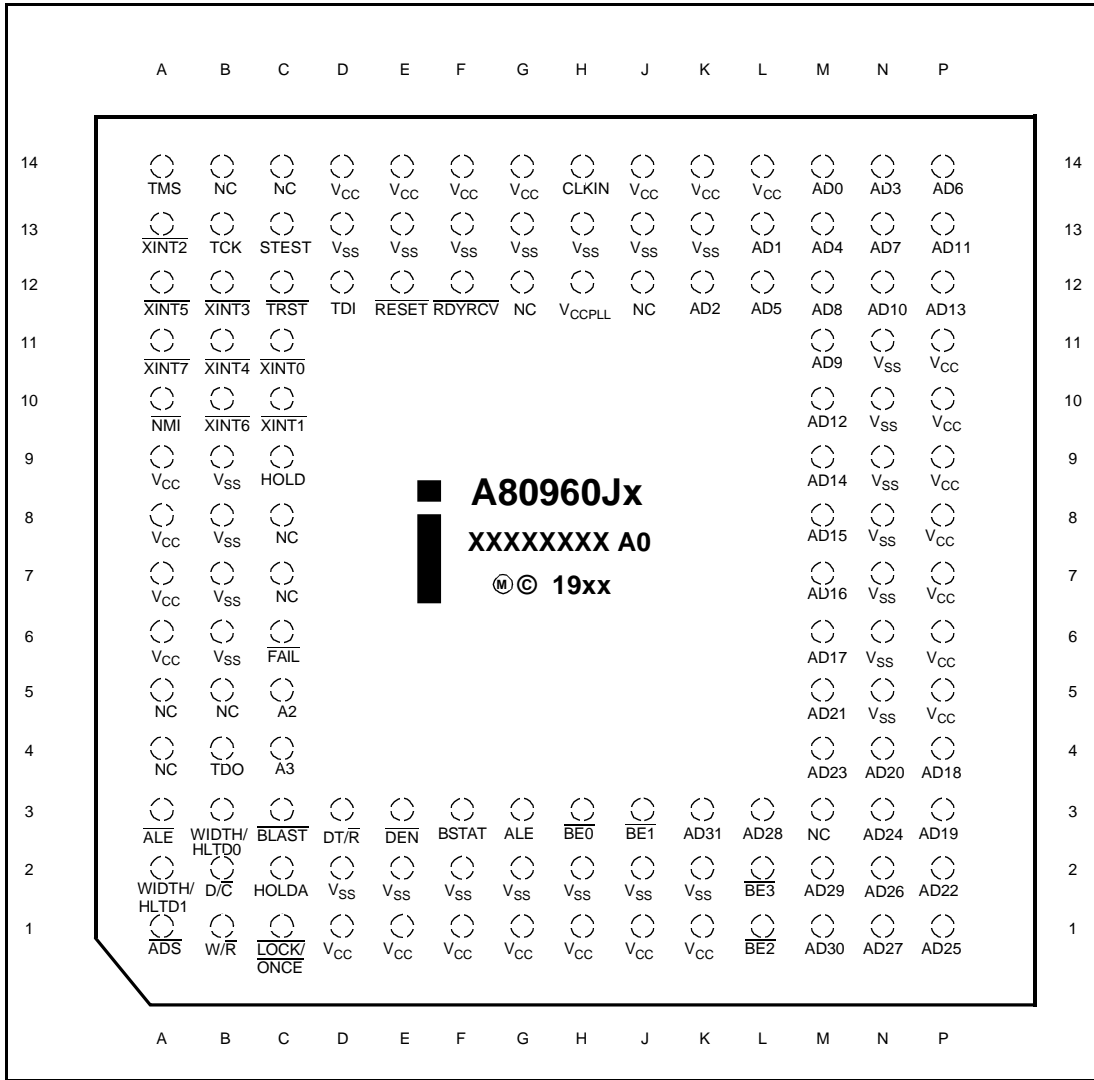 A B C D E F G H J K L M N P
14 14
TMS NC NC VCC VCC VCC VCC CLKIN VCC VCC VCC AD0 AD3 AD6
13 13
XINT2 TCK STEST VSS VSS VSS VSS VSS VSS VSS AD1 AD4 AD7 AD11
12 12
XINT5 XINT3 TRST TDI RESET RDYRCV NC VCCPLL NC AD2 AD5 AD8 AD10 AD13
11 11
XINT7 XINT4 XINT0 AD9 VSS VCC
10 10
NMI XINT6 XINT1 AD12 VSS VCC
9 9
VCC VSS HOLD AD14 VSS VCC
A80960Jx
8 8
VCC VSS NC AD15 VSS VCC
XXXXXXXX A0
7 7
VCC VSS NC AD16 VSS VCC
Ⓜ © 19xx
6 6
VCC VSS FAIL AD17 VSS VCC
5 5
NC NC A2 AD21 VSS VCC
4 4
NC TDO A3 AD23 AD20 AD18
3 3
ALE WIDTH/ BLAST DT/R DEN BSTAT ALE BE0 BE1 AD31 AD28 NC AD24 AD19
HLTD0
2 2
WIDTH/ D/C HOLDA VSS VSS VSS VSS VSS VSS VSS BE3 AD29 AD26 AD22
HLTD1
1 1
ADS W/R LOCK/ VCC VCC VCC VCC VCC VCC VCC BE2 AD30 AD27 AD25
ONCE
A B C D E F G H J K L M N P